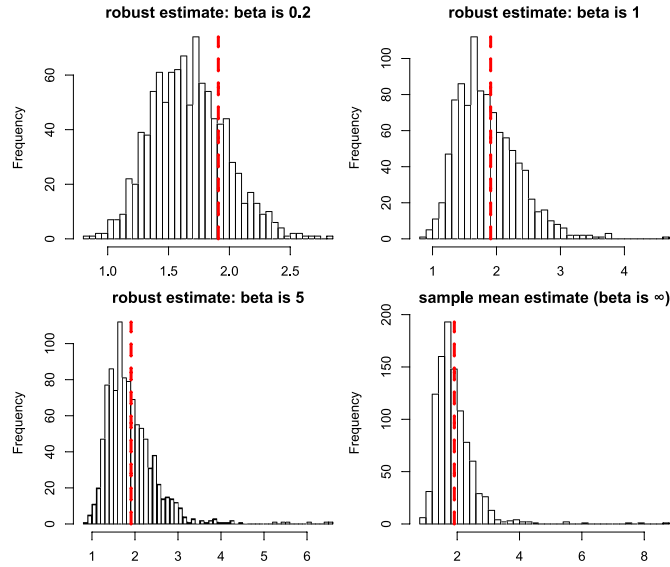 robust estimate: beta is 0.2
Frequency
0 20 40 60
1.0 1.5 2.0 2.5
robust estimate: beta is 1
Frequency
0 20 40 60 80 100
1 2 3 4
robust estimate: beta is 5
Frequency
0 20 40 60 80 100
1 2 3 4 5 6
sample mean estimate (beta is ∞)
Frequency
0 50 100 150 200
2 4 6 8